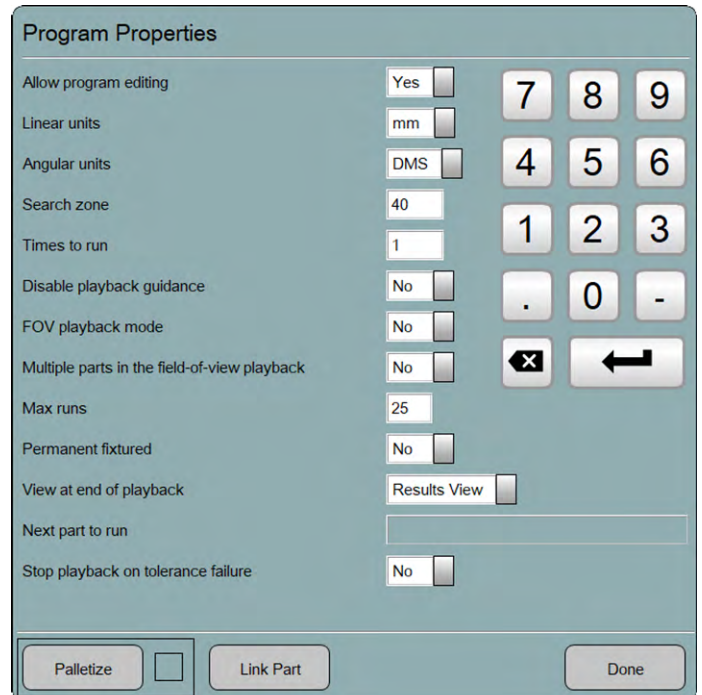 Program Properties
Allow program editing Yes
Linear units mm
Angular units DMS
Search zone 40
Times to run 1
Disable playback guidance No
FOV playback mode No
Multiple parts in the field-of-view playback No
Max runs 25
Permanent fixtured No
View at end of playback Results View
Next part to run
Stop playback on tolerance failure No
7 8 9
4 5 6
1 2 3
. 0 -
Palletize Link Part Done